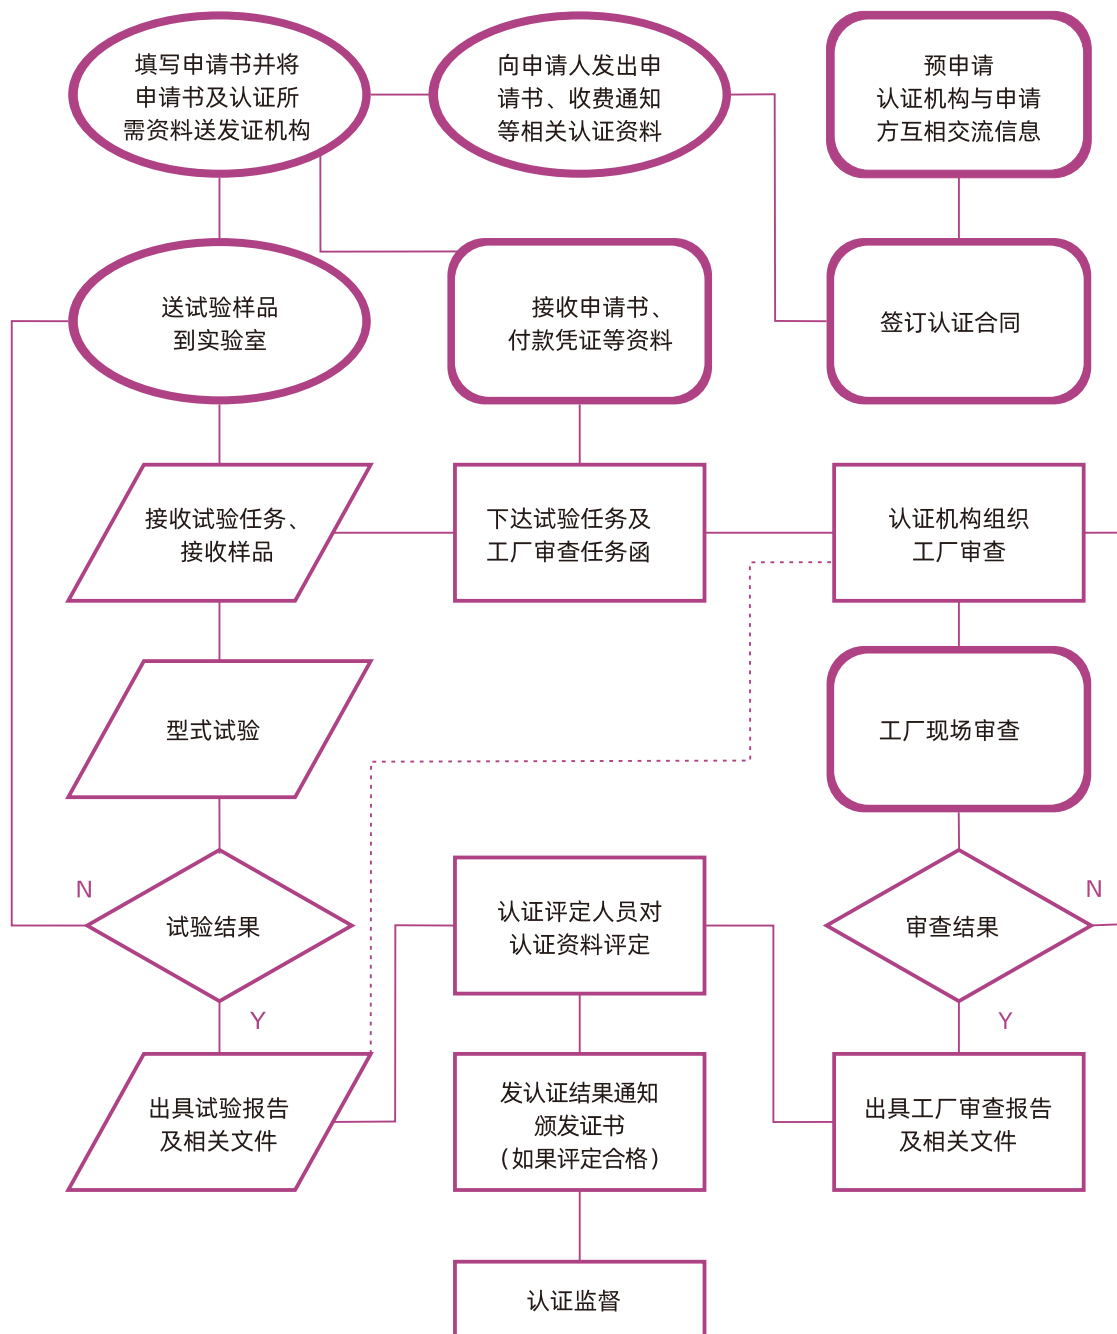 填写申请书并将
申请书及认证所
需资料送发证机构
向申请人发出申
请书、收费通知
等相关认证资料
预申请
认证机构与申请
方互相交流信息
送试验样品
到实验室
接收申请书、
付款凭证等资料
签订认证合同
接收试验任务、
接收样品
下达试验任务及
工厂审查任务函
认证机构组织
工厂审查
型式试验
工厂现场审查
N
试验结果
Y
认证评定人员对
认证资料评定
N
审查结果
Y
出具试验报告
及相关文件
发认证结果通知
颁发证书
（如果评定合格）
出具工厂审查报告
及相关文件
认证监督